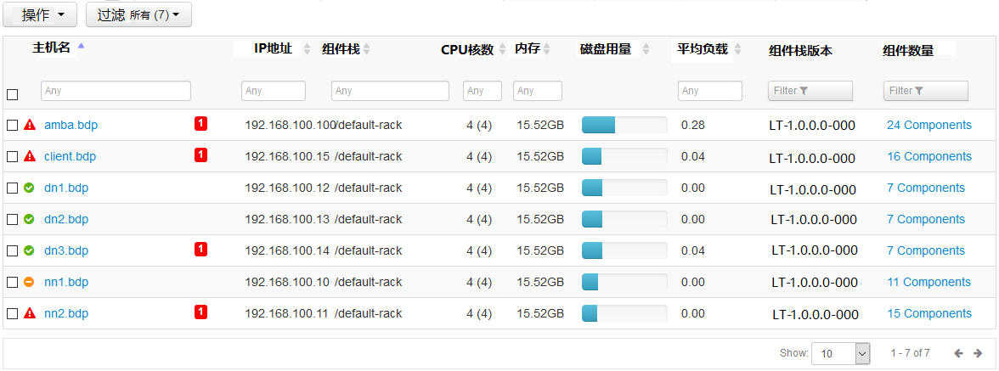 操作 过滤 所有 (7)
主机名 IP地址 组件栈 CPU核数 内存 磁盘用量 平均负载 组件栈版本 组件数量
Any Any Any Any Any Any Filter Filter
amba.bdp 1 192.168.100.100 /default-rack 4 (4) 15.52GB 0.28 LT-1.0.0.0-000 24 Components
client.bdp 1 192.168.100.15 /default-rack 4 (4) 15.52GB 0.04 LT-1.0.0.0-000 16 Components
dn1.bdp 192.168.100.12 /default-rack 4 (4) 15.52GB 0.00 LT-1.0.0.0-000 7 Components
dn2.bdp 192.168.100.13 /default-rack 4 (4) 15.52GB 0.00 LT-1.0.0.0-000 7 Components
dn3.bdp 1 192.168.100.14 /default-rack 4 (4) 15.52GB 0.04 LT-1.0.0.0-000 7 Components
nn1.bdp 192.168.100.10 /default-rack 4 (4) 15.52GB 0.00 LT-1.0.0.0-000 11 Components
nn2.bdp 1 192.168.100.11 /default-rack 4 (4) 15.52GB 0.00 LT-1.0.0.0-000 15 Components
Show: 10 1 - 7 of 7